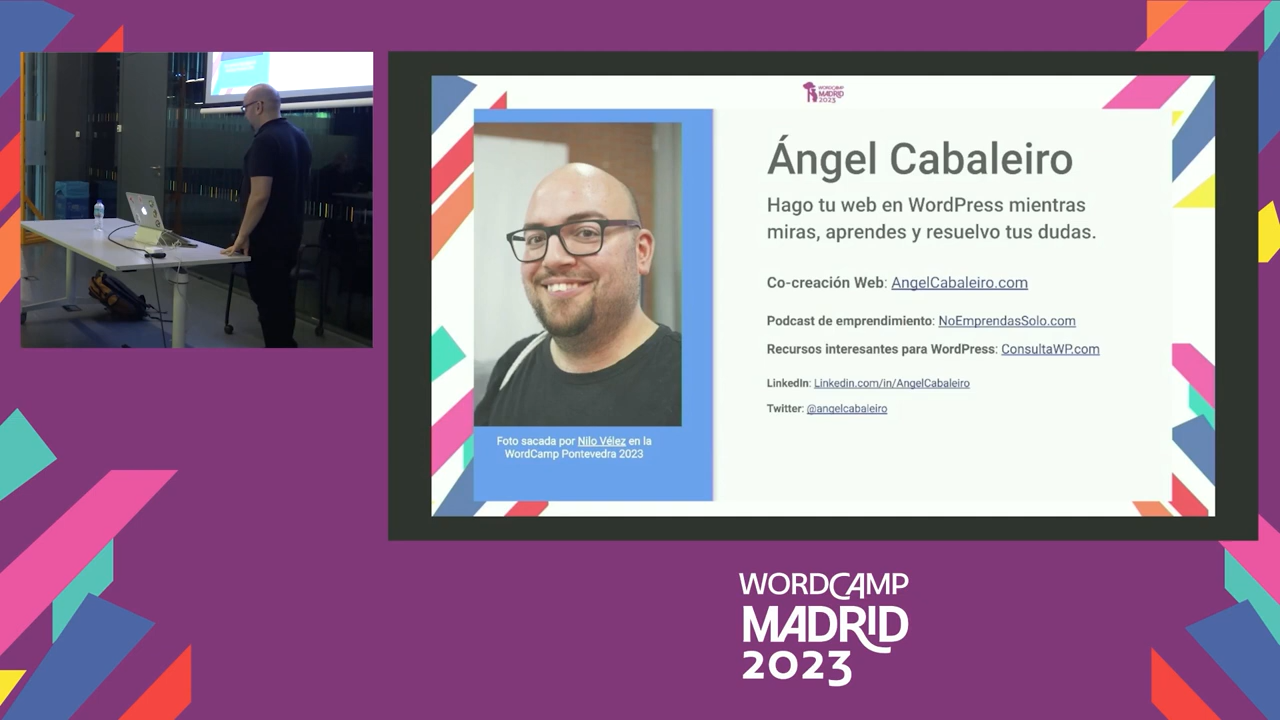 WORDCAMP
MADRID
2023
Ángel Cabaleiro
Hago tu web en WordPress mientras
miras, aprendes y resuelvo tus dudas.
Co-creación Web: AngelCabaleiro.com
Podcast de emprendimiento: NoEmprendasSolo.com
Recursos interesantes para WordPress: ConsultaWP.com
LinkedIn: Linkedin.com/in/AngelCabaleiro
Twitter: @angelcabaleiro
Foto sacada por Nilo Vélez en la
WordCamp Pontevedra 2023
WORDCAMP
MADRID
2023